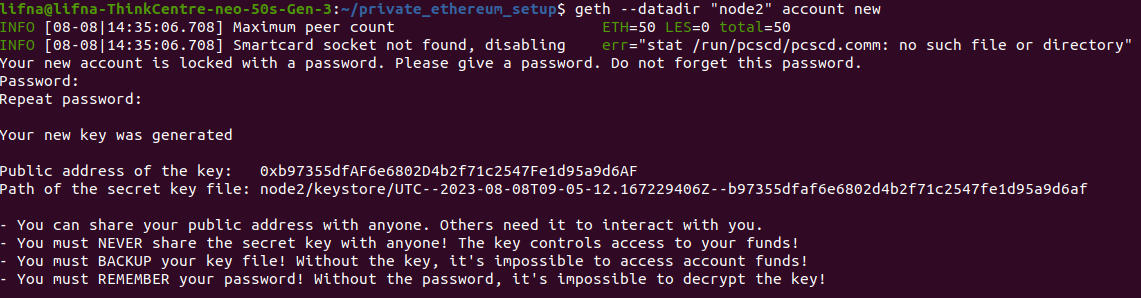 lifna@lifna-ThinkCentre-neo-50s-Gen-3:~/private_ethereum_setup$ geth --datadir "node2" account new
INFO [08-08|14:35:06.708] Maximum peer count                       ETH=50 LES=0 total=50
INFO [08-08|14:35:06.708] Smartcard socket not found, disabling    err="stat /run/pcscd/pcscd.comm: no such file or directory"
Your new account is locked with a password. Please give a password. Do not forget this password.
Password:
Repeat password:
Your new key was generated
Public address of the key:   0xb97355dfAF6e6802D4b2f71c2547Fe1d95a9d6AF
Path of the secret key file: node2/keystore/UTC--2023-08-08T09-05-12.167229406Z--b97355dfaf6e6802d4b2f71c2547fe1d95a9d6af
- You can share your public address with anyone. Others need it to interact with you.
- You must NEVER share the secret key with anyone! The key controls access to your funds!
- You must BACKUP your key file! Without the key, it's impossible to access account funds!
- You must REMEMBER your password! Without the password, it's impossible to decrypt the key!